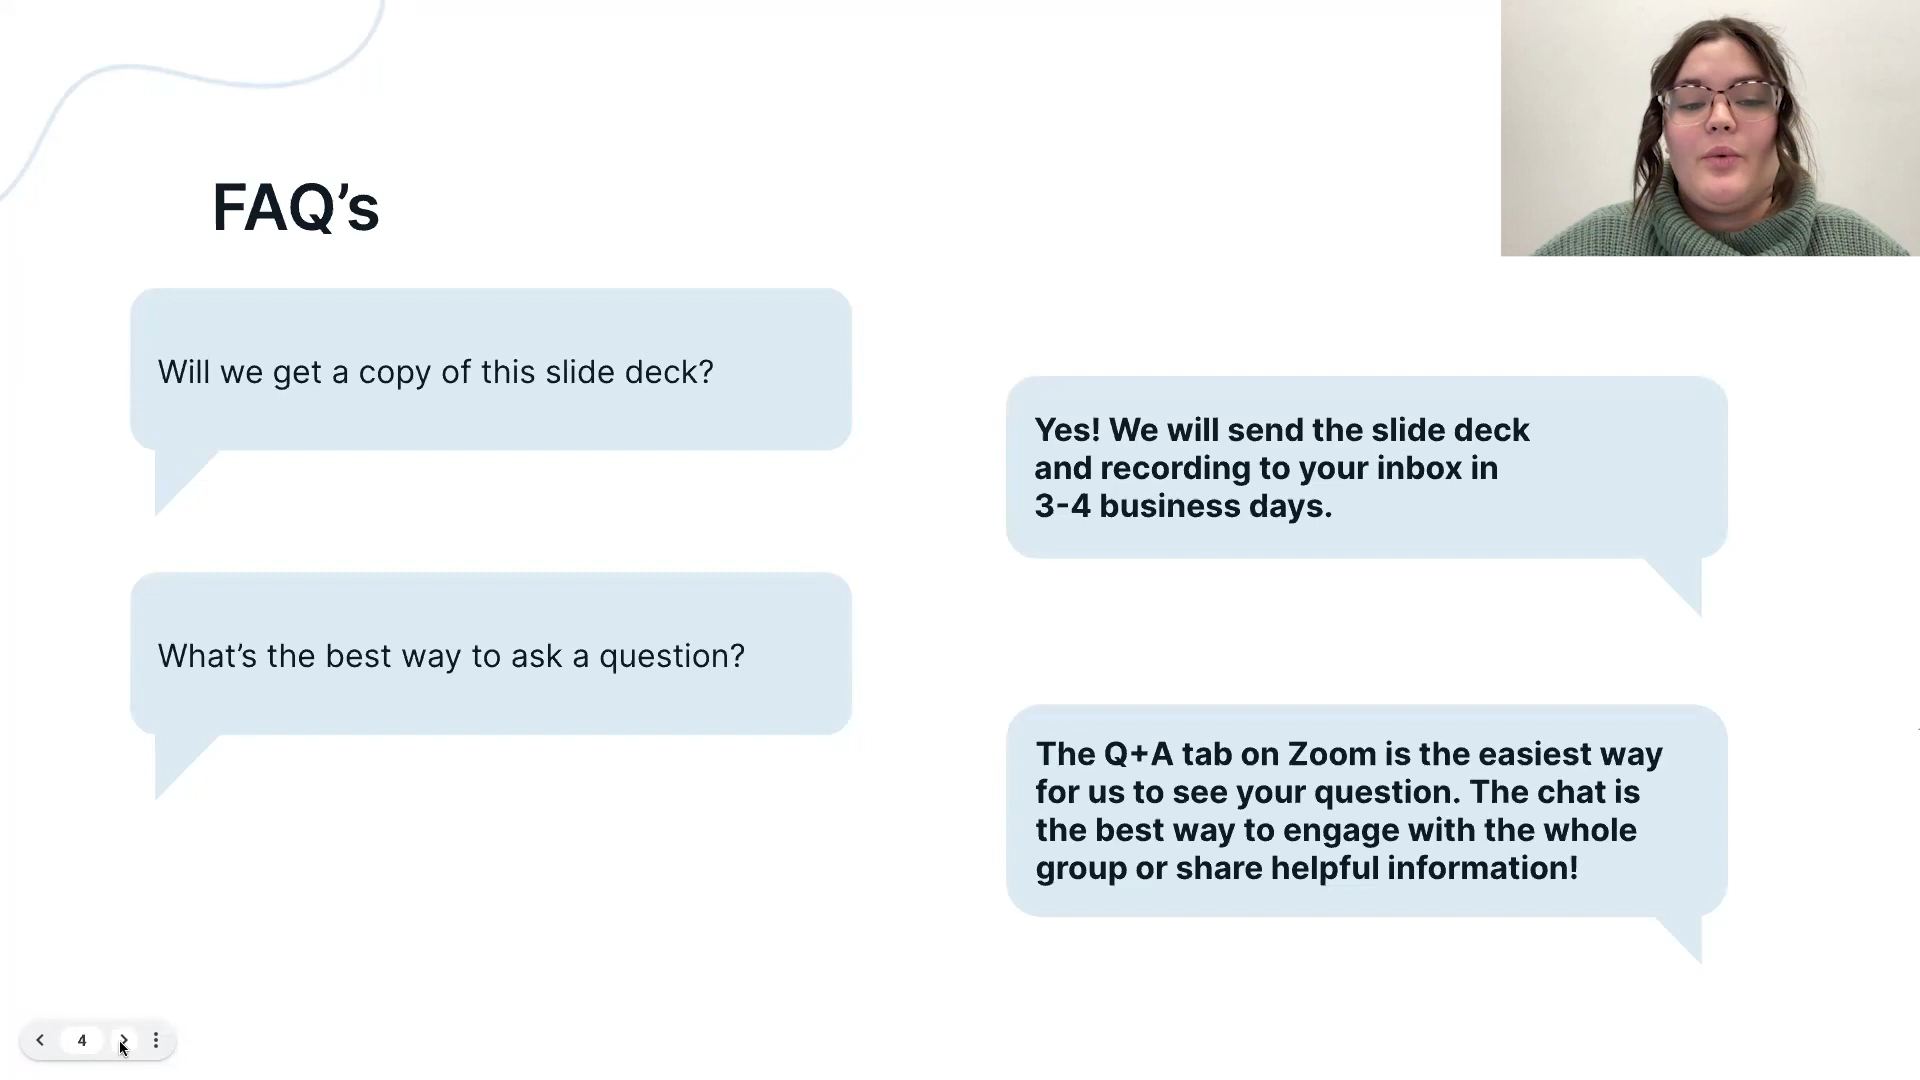 FAQ’s
Will we get a copy of this slide deck?
Yes! We will send the slide deck
and recording to your inbox in
3-4 business days.
What’s the best way to ask a question?
The Q+A tab on Zoom is the easiest way
for us to see your question. The chat is
the best way to engage with the whole
group or share helpful information!
4